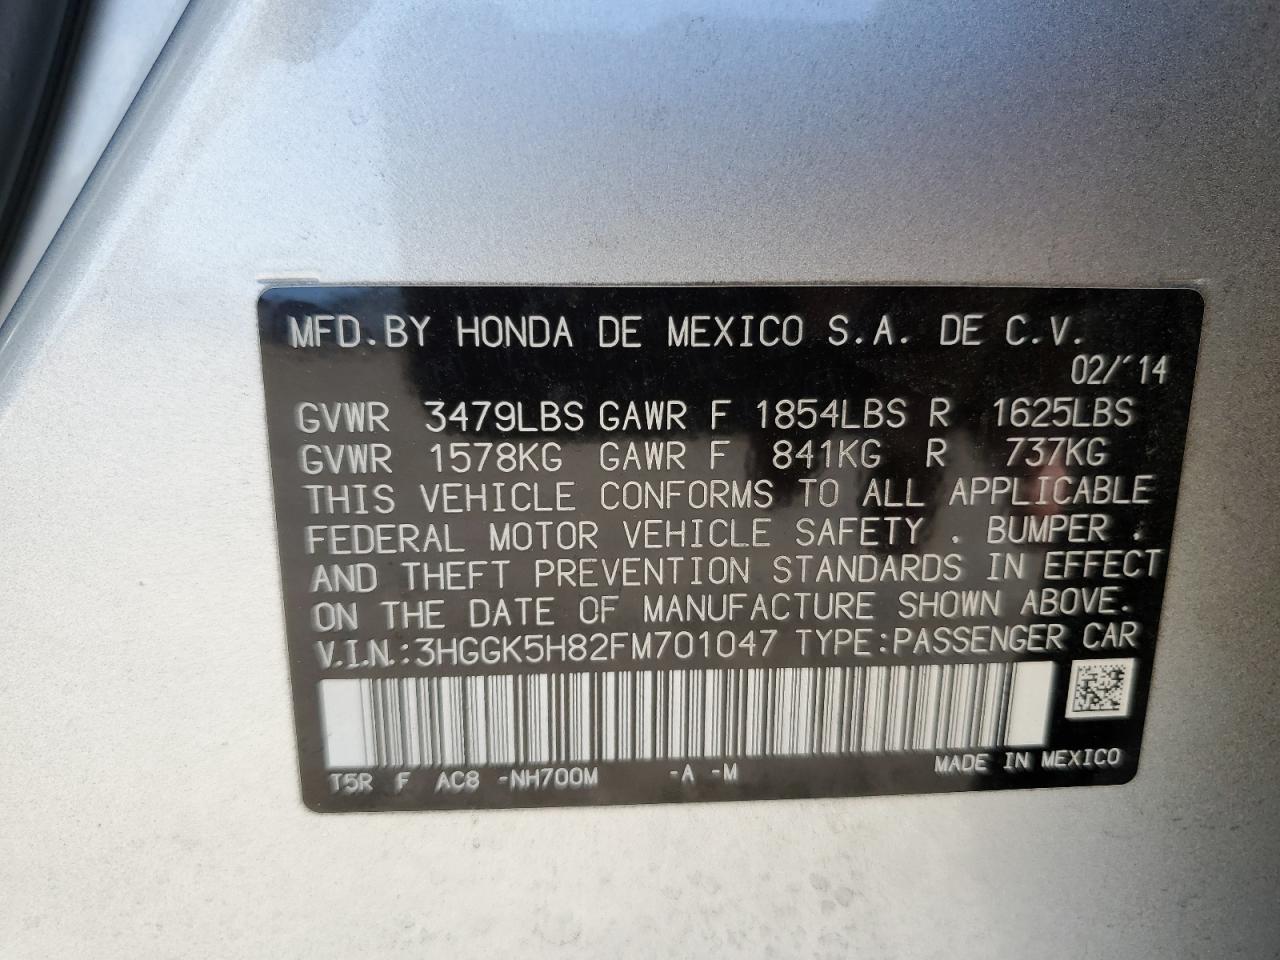 MFD.BY HONDA DE MEXICO S.A. DE C.V.
02/'14
GVWR 3479LBS GAWR F 1854LBS R 1625LBS
GVWR 1578KG GAWR F 841KG R 737KG
THIS VEHICLE CONFORMS TO ALL APPLICABLE
FEDERAL MOTOR VEHICLE SAFETY , BUMPER ,
AND THEFT PREVENTION STANDARDS IN EFFECT
ON THE DATE OF MANUFACTURE SHOWN ABOVE.
V.I.N.:3HGGK5H82FM701047 TYPE:PASSENGER CAR
T5R F AC8 -NH700M -A -M MADE IN MEXICO